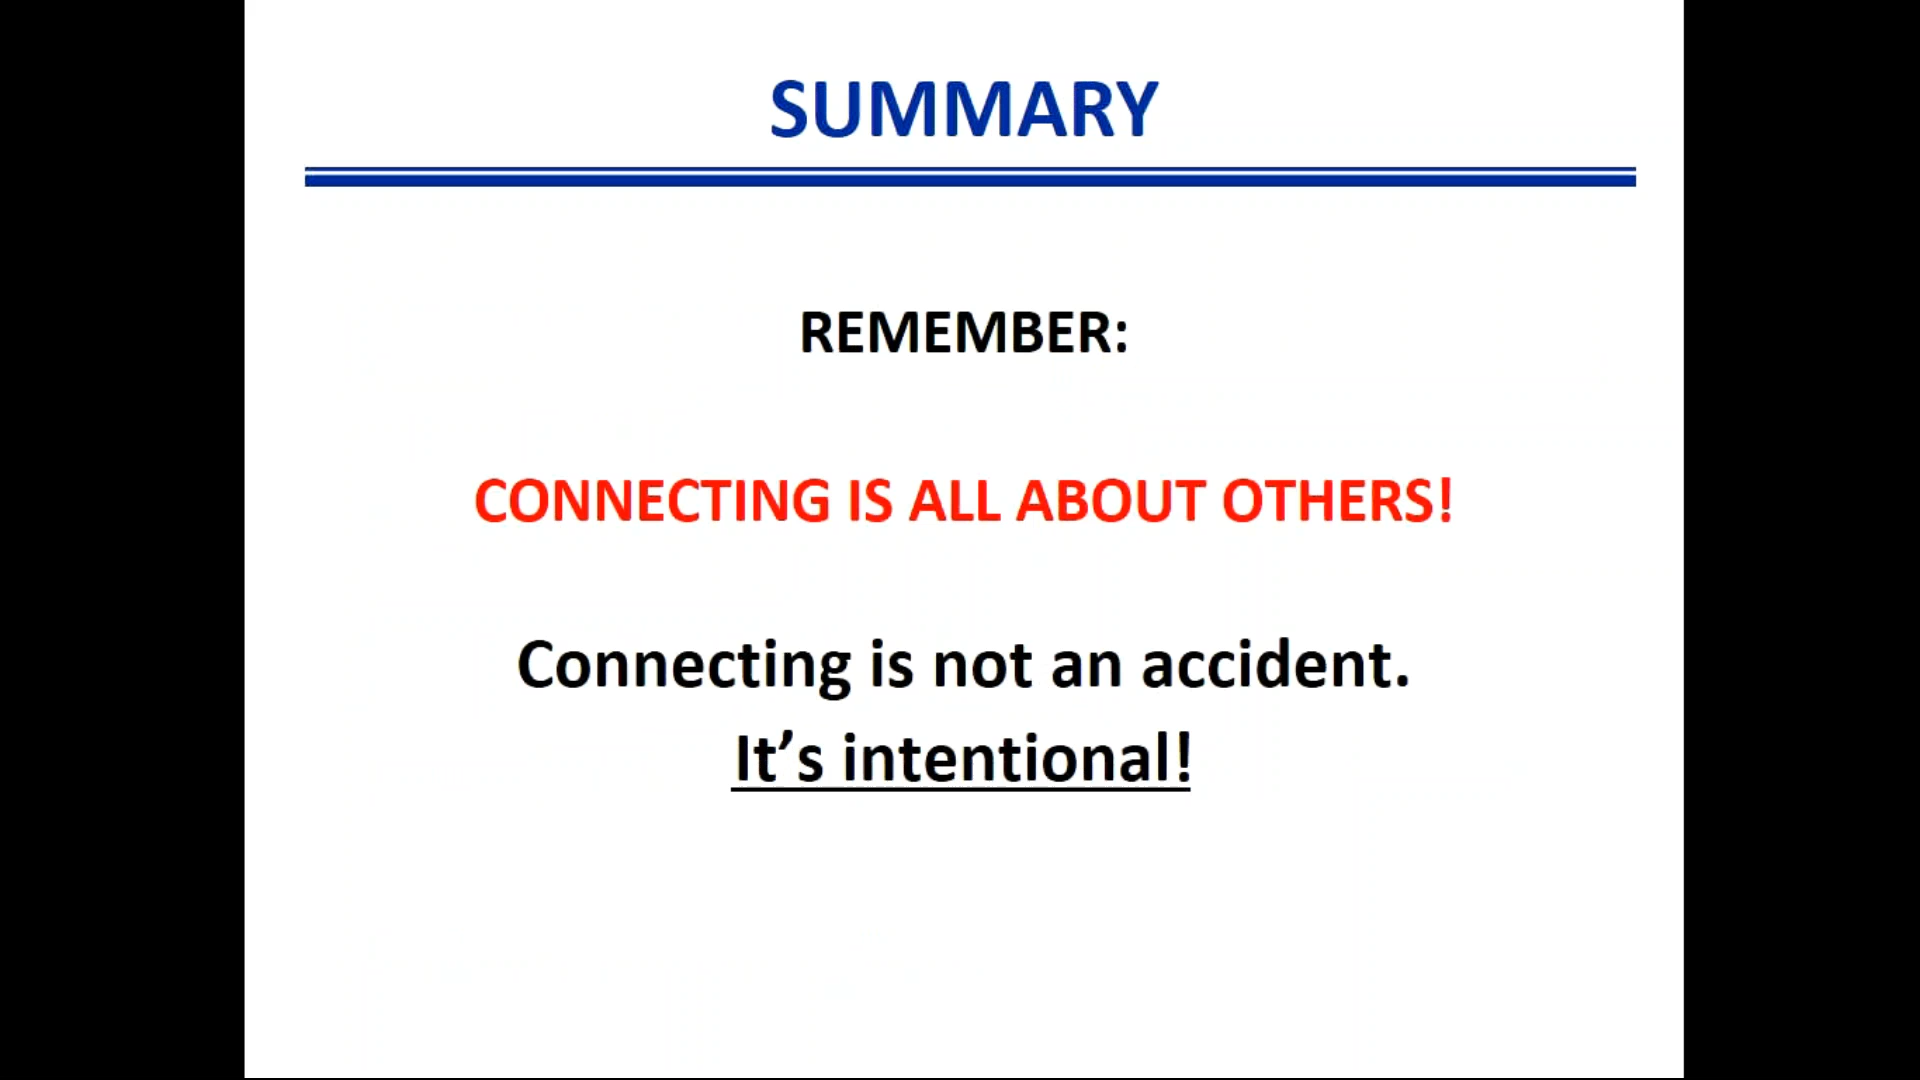 SUMMARY
REMEMBER:
CONNECTING IS ALL ABOUT OTHERS!
Connecting is not an accident.
It’s intentional!